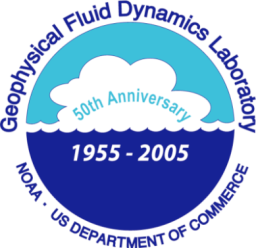 Geophysical Fluid Dynamics Laboratory
50th Anniversary
1955 - 2005
NOAA • US DEPARTMENT OF COMMERCE